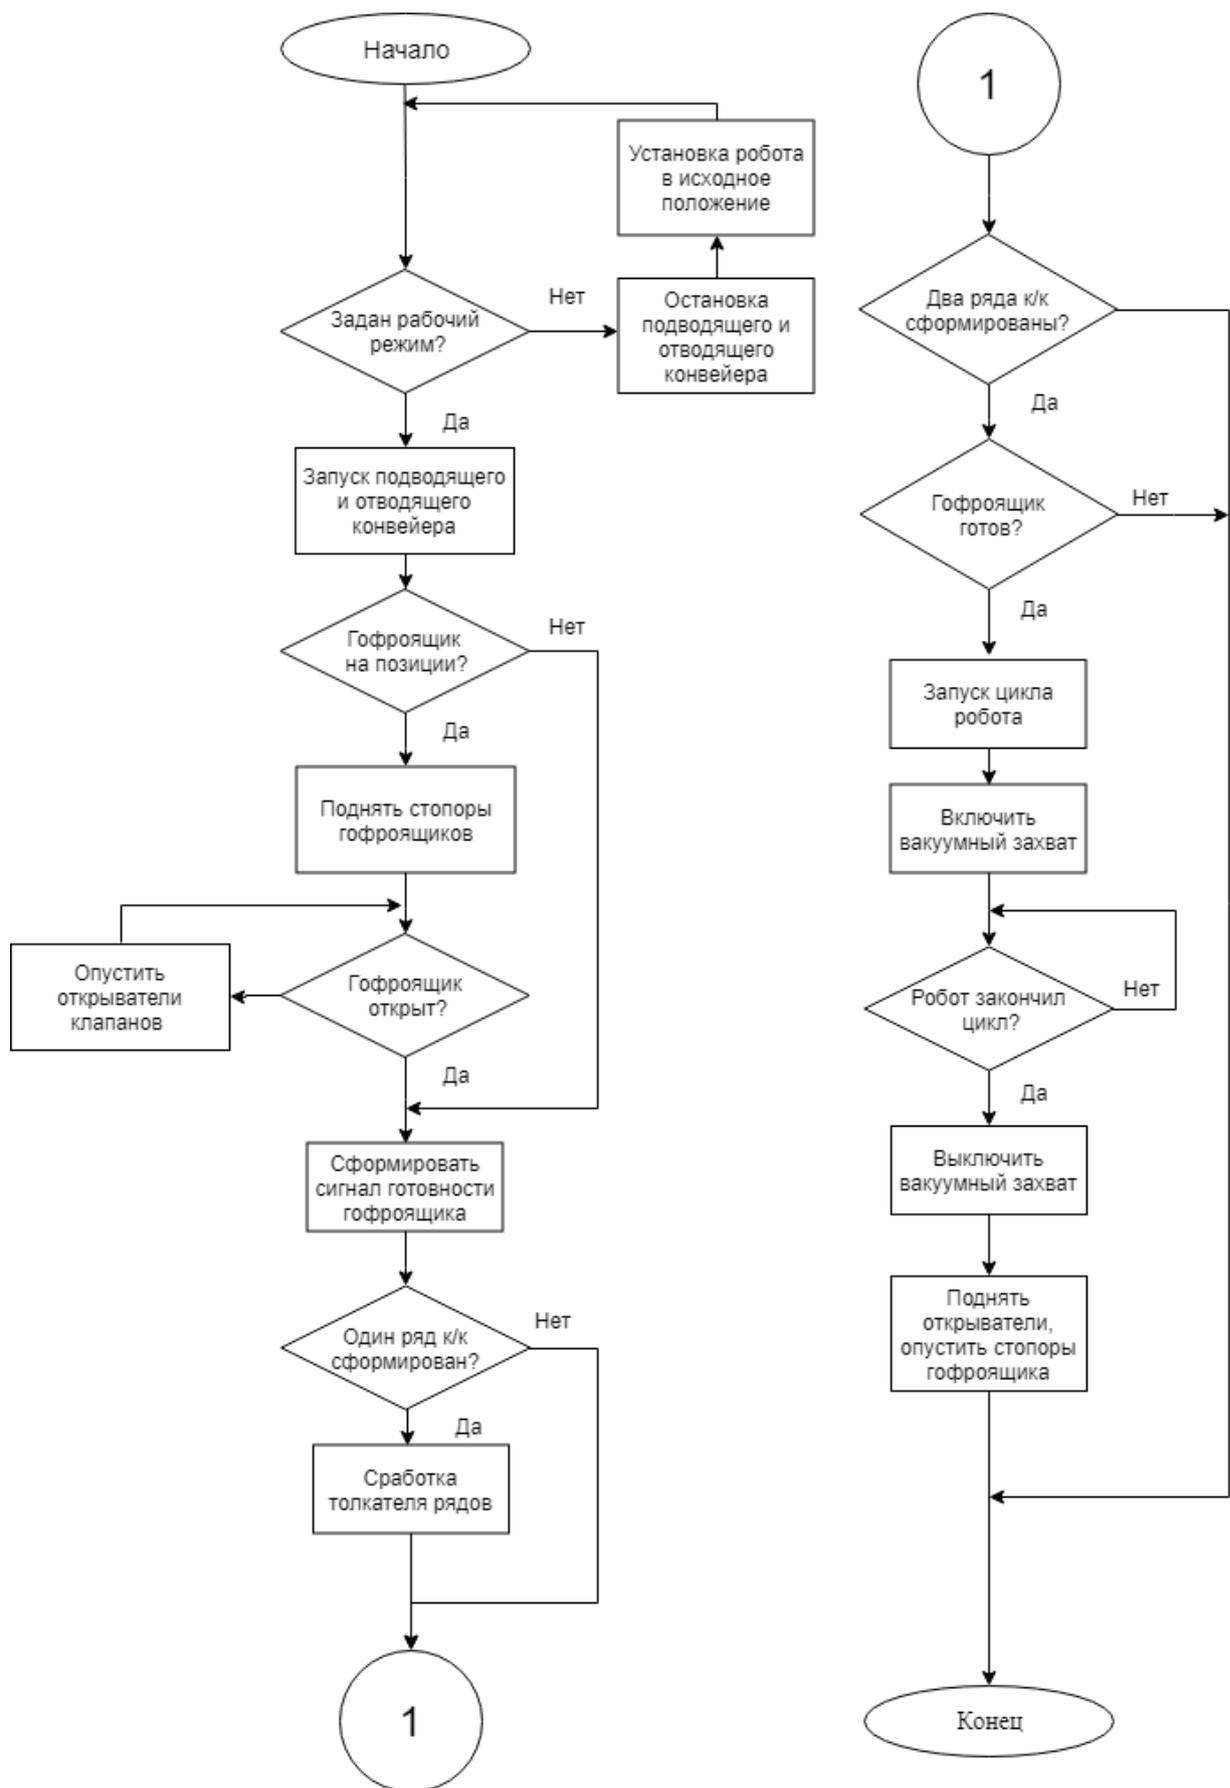 Начало
Установка робота
в исходное
положение
Задан рабочий
режим?
Нет
Остановка
подводящего и
отводящего
конвейера
Да
Запуск подводящего
и отводящего
конвейера
Гофроящик
на позиции?
Нет
Да
Поднять стопоры
гофроящиков
Опустить
открыватели
клапанов
Гофроящик
открыт?
Да
Сформировать
сигнал готовности
гофроящика
Один ряд к/к
сформирован?
Нет
Да
Сработка
толкателя рядов
1
1
Два ряда к/к
сформированы?
Да
Гофроящик
готов?
Нет
Да
Запуск цикла
робота
Включить
вакуумный захват
Робот закончил
цикл?
Нет
Да
Выключить
вакуумный захват
Поднять
открыватели,
опустить стопоры
гофроящика
Конец